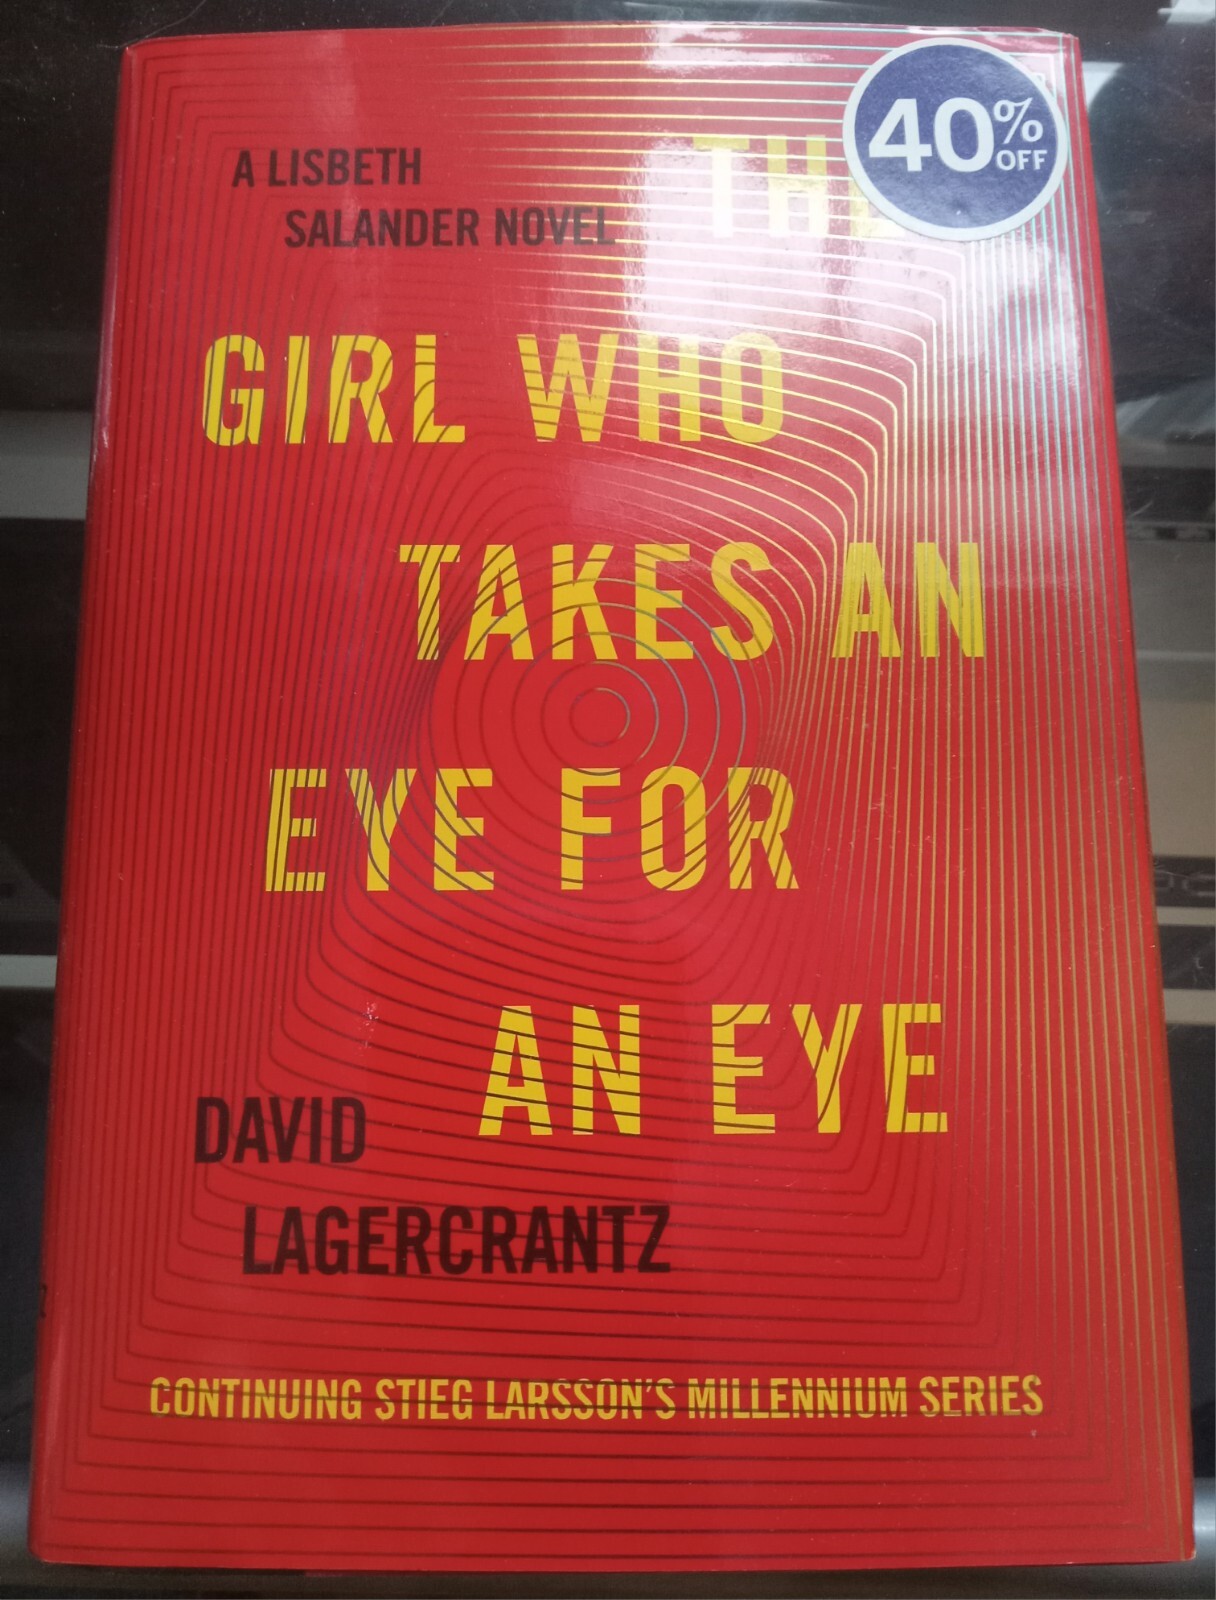 40%
OFF
A LISBETH
SALANDER NOVEL
THE
GIRL WHO
TAKES AN
EYE FOR
AN EYE
DAVID
LAGERCRANTZ
CONTINUING STIEG LARSSON'S MILLENNIUM SERIES